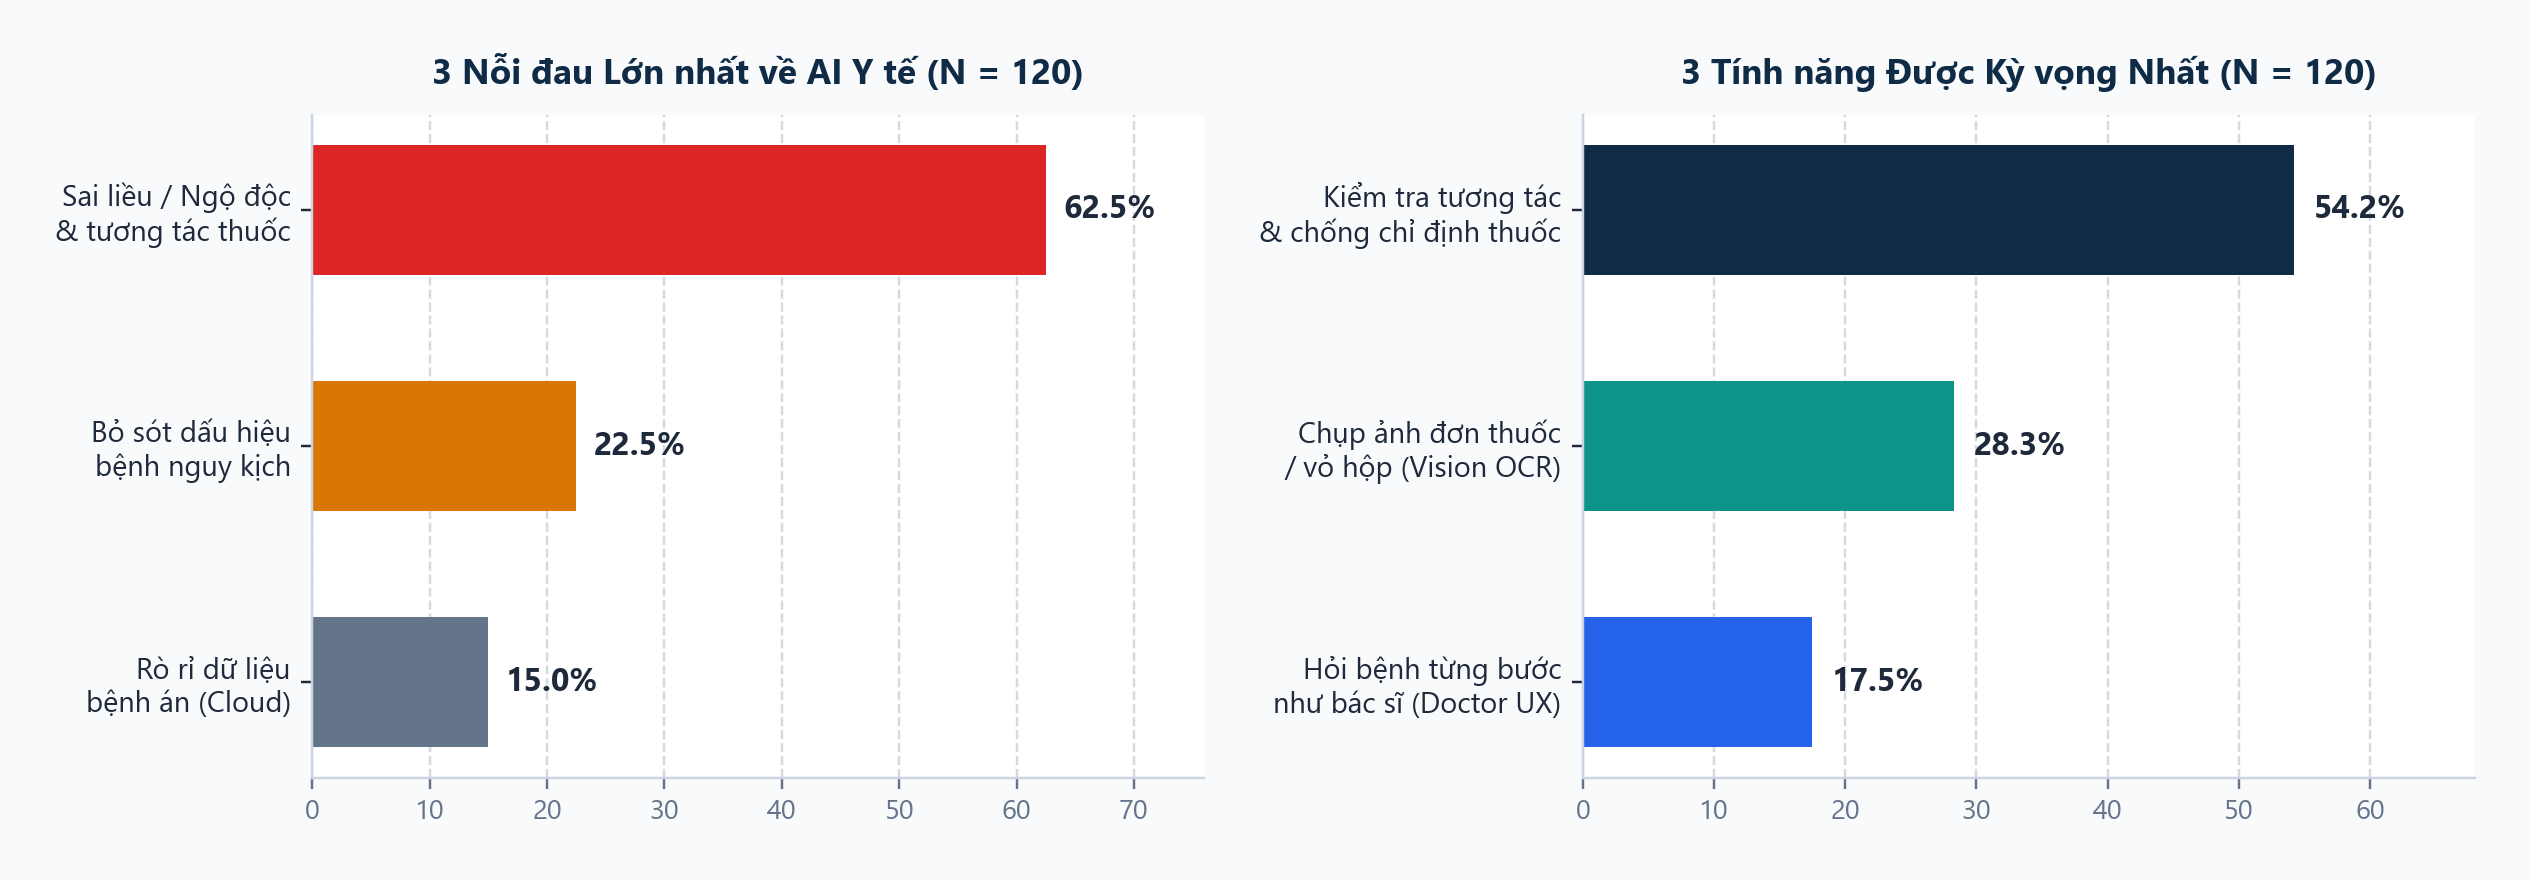 3 Nỗi đau Lớn nhất về AI Y tế (N = 120)
Sai liều / Ngộ độc
& tương tác thuốc
62.5%
Bỏ sót dấu hiệu
bệnh nguy kịch
22.5%
Rò rỉ dữ liệu
bệnh án (Cloud)
15.0%
0 10 20 30 40 50 60 70
3 Tính năng Được Kỳ vọng Nhất (N = 120)
Kiểm tra tương tác
& chống chỉ định thuốc
54.2%
Chụp ảnh đơn thuốc
/ vỏ hộp (Vision OCR)
28.3%
Hỏi bệnh từng bước
như bác sĩ (Doctor UX)
17.5%
0 10 20 30 40 50 60